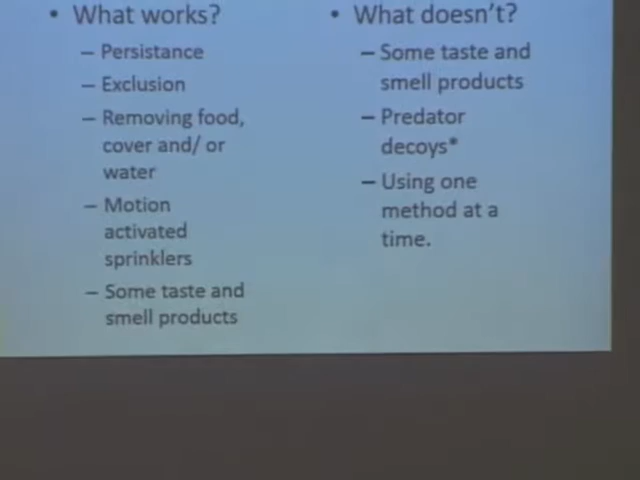 • What works?
– Persistance
– Exclusion
– Removing food,
cover and/ or
water
– Motion
activated
sprinklers
– Some taste and
smell products
• What doesn't?
– Some taste and
smell products
– Predator
decoys*
– Using one
method at a
time.